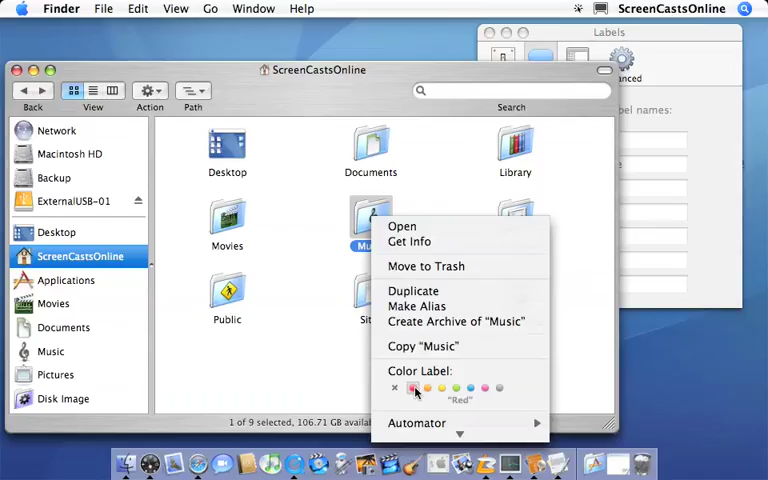 Finder File Edit View Go Window Help ScreenCastsOnline
Labels
ScreenCastsOnline
Back View Action Path Search
Network
Macintosh HD
Backup
ExternalUSB-01
Desktop
ScreenCastsOnline
Applications
Movies
Documents
Music
Pictures
Disk Image
Desktop Documents Library
Movies
Public
1 of 9 selected, 106.71 GB
Open
Get Info
Move to Trash
Duplicate
Make Alias
Create Archive of “Music”
Copy “Music”
Color Label:
“Red”
Automator
names: